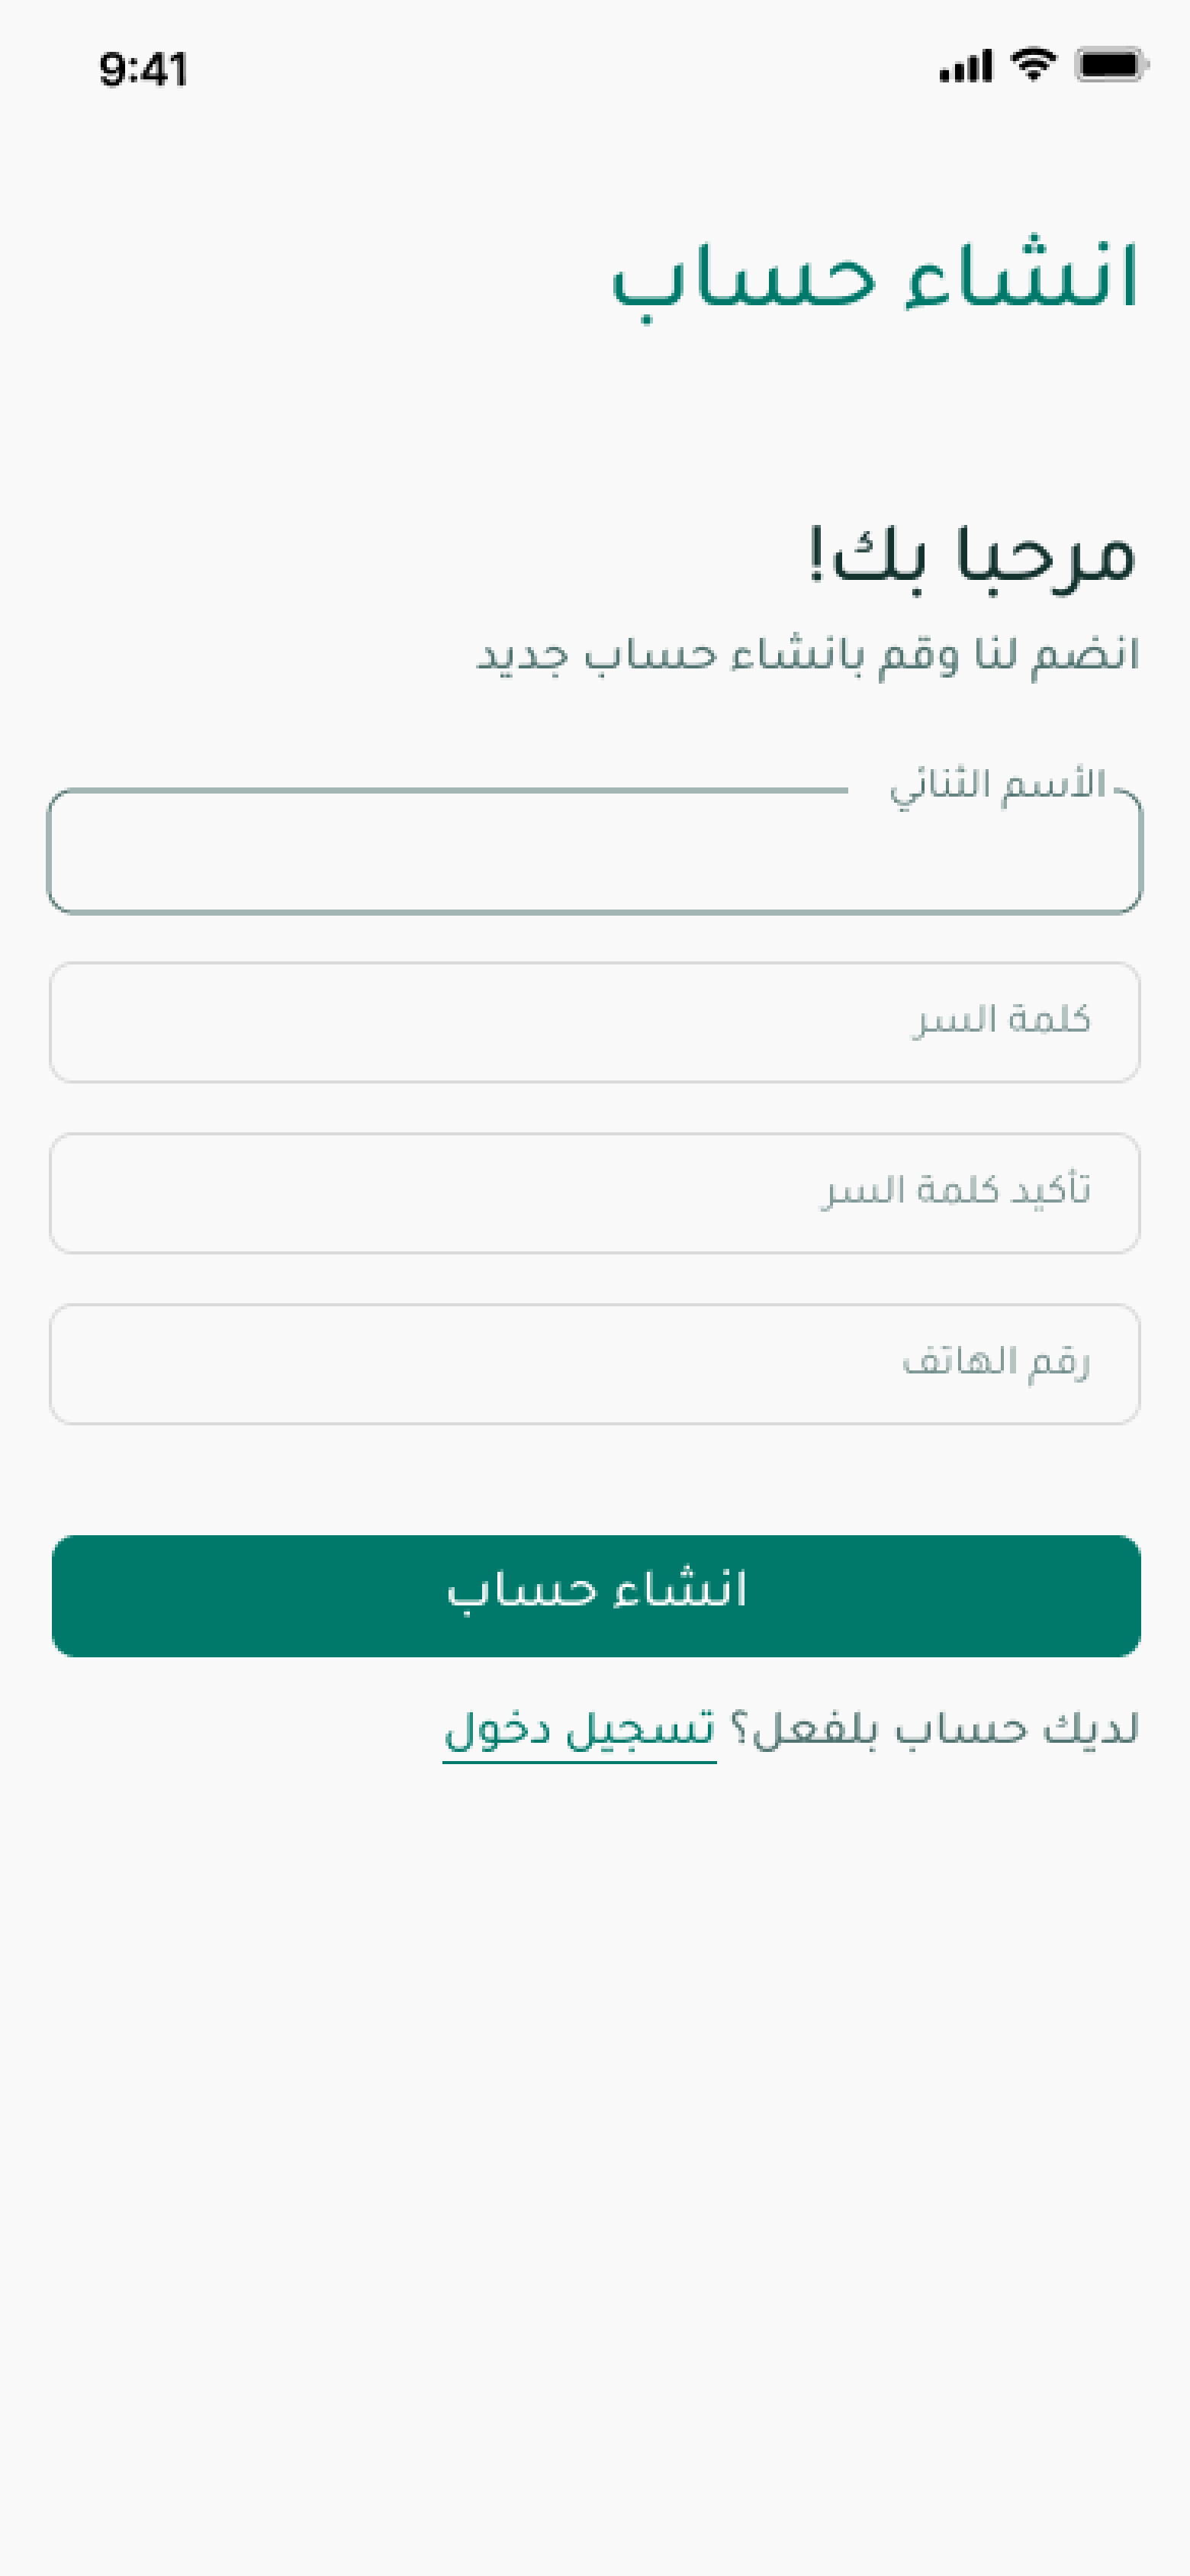 9:41
انشاء حساب
مرحبا بك!
انضم لنا وقم بانشاء حساب جديد
الأسم الثنائي
كلمة السر
تأكيد كلمة السر
رقم الهاتف
انشاء حساب
لديك حساب بلفعل؟ تسجيل دخول